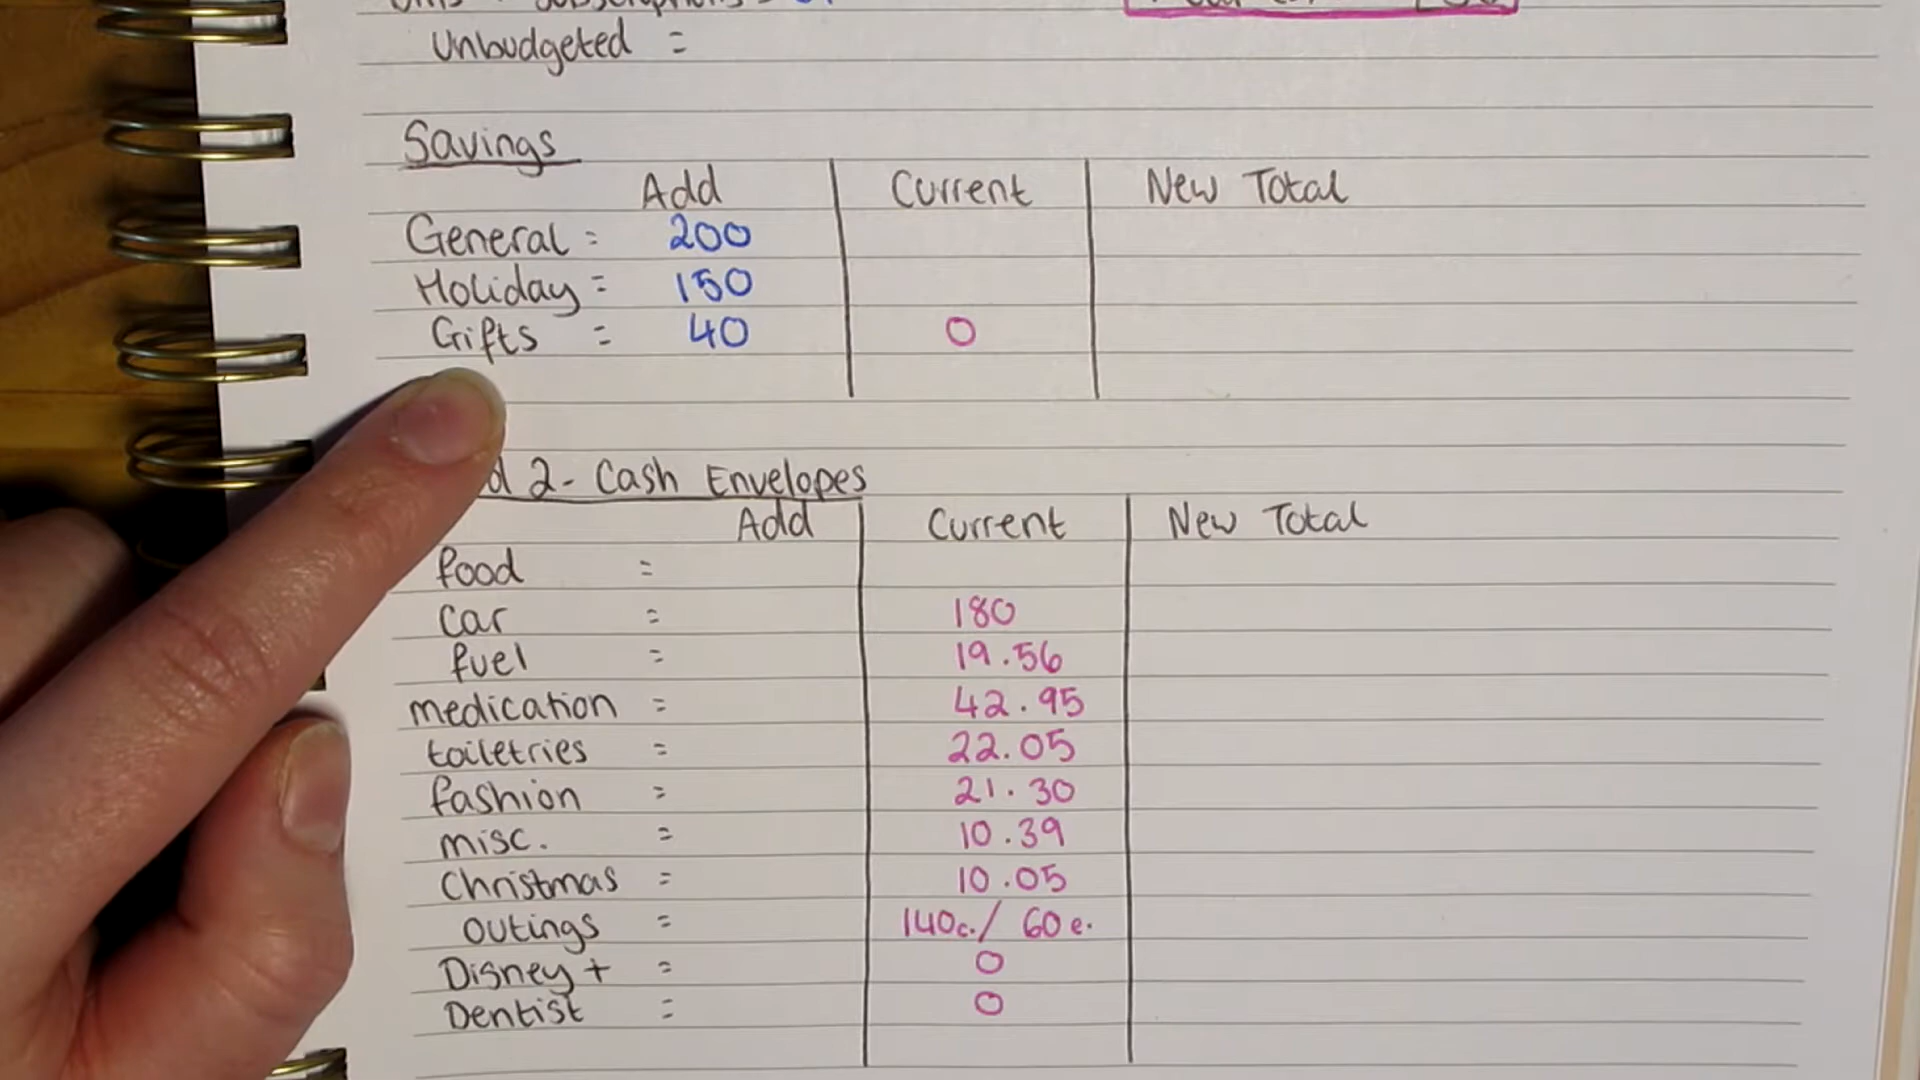 Unbudgeted =
Savings
Add Current New Total
General = 200
Holiday = 150
Gifts = 40 0
2- Cash Envelopes
Add Current New Total
food =
Car = 180
fuel = 19.56
medication = 42.95
toiletries = 22.05
fashion = 21.30
misc. = 10.39
Christmas = 10.05
Outings = 140c./ 60e.
Disney + = 0
Dentist = 0